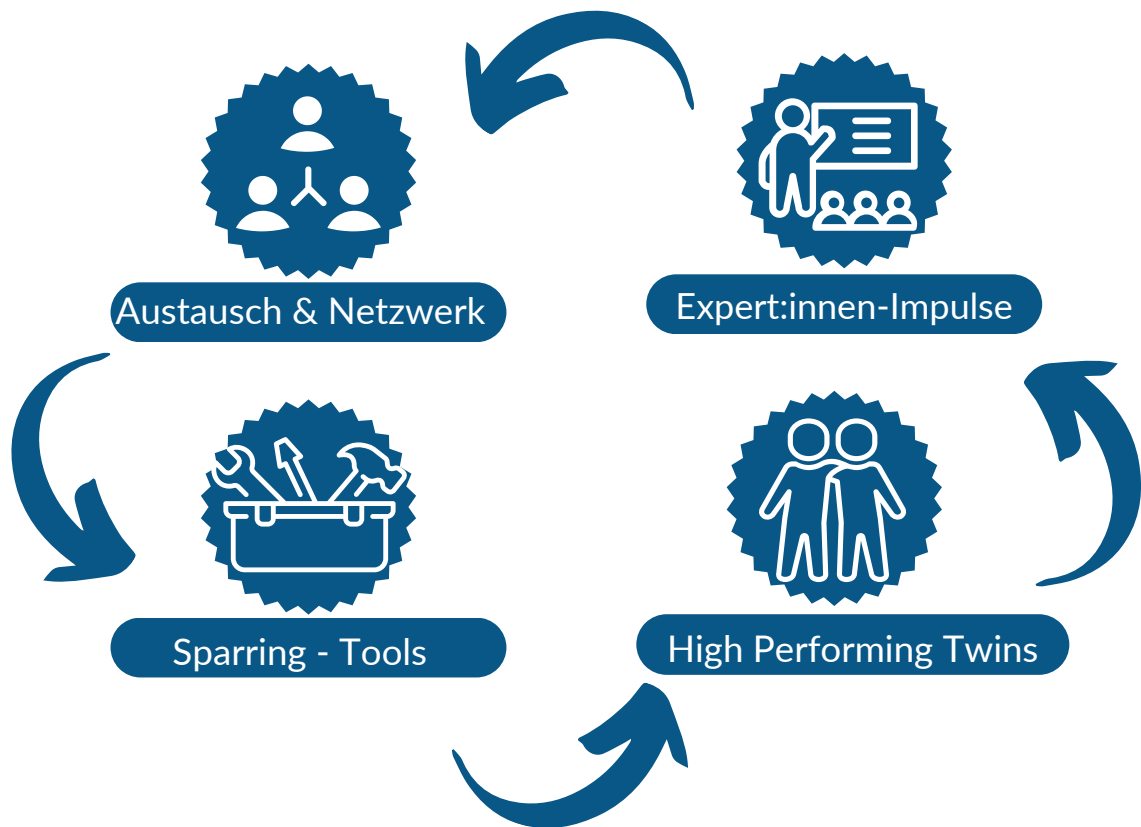 Austausch & Netzwerk
Expert:innen-Impulse
Sparring - Tools
High Performing Twins